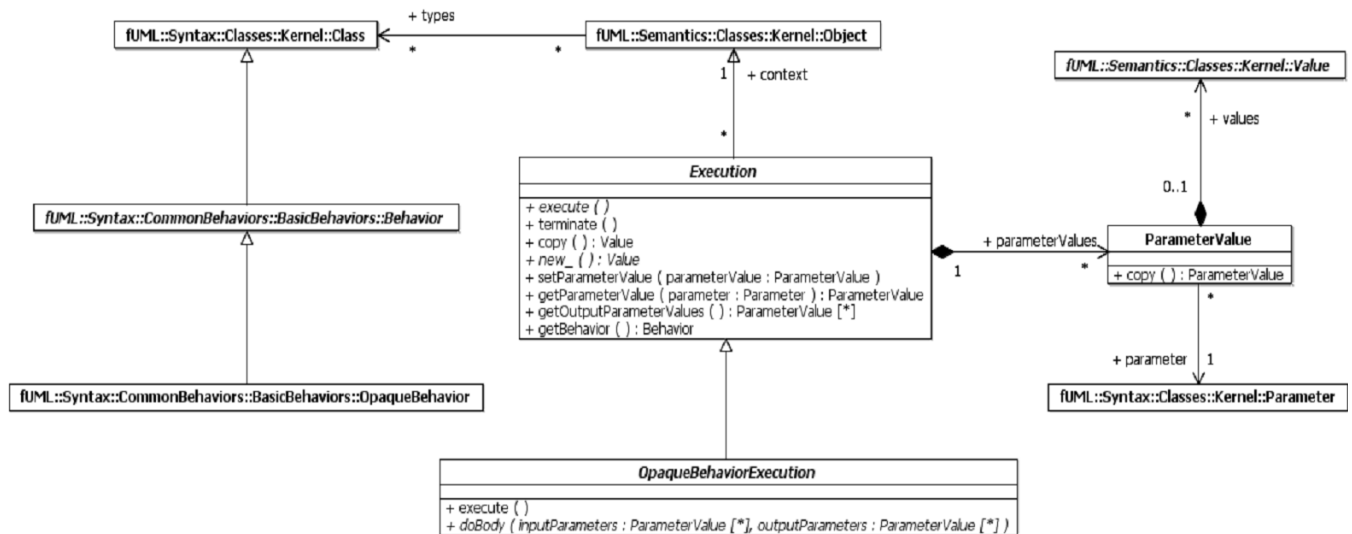 + types
fUML::Syntax::Classes::Kernel::Class
fUML::Semantics::Classes::Kernel::Object
*
*
1
+ context
fUML::Semantics::Classes::Kernel::Value
*
+ values
*
Execution
+ execute ( )
+ terminate ( )
+ copy ( ) : Value
+ new_ ( ) : Value
+ setParameterValue ( parameterValue : ParameterValue )
+ getParameterValue ( parameter : Parameter ) : ParameterValue
+ getOutputParameterValues ( ) : ParameterValue [*]
+ getBehavior ( ) : Behavior
0..1
fUML::Syntax::CommonBehaviors::BasicBehaviors::Behavior
+ parameterValues
1
*
ParameterValue
+ copy ( ) : ParameterValue
*
+ parameter
1
fUML::Syntax::CommonBehaviors::BasicBehaviors::OpaqueBehavior
fUML::Syntax::Classes::Kernel::Parameter
OpaqueBehaviorExecution
+ execute ( )
+ doBody ( inputParameters : ParameterValue [*], outputParameters : ParameterValue [*] )